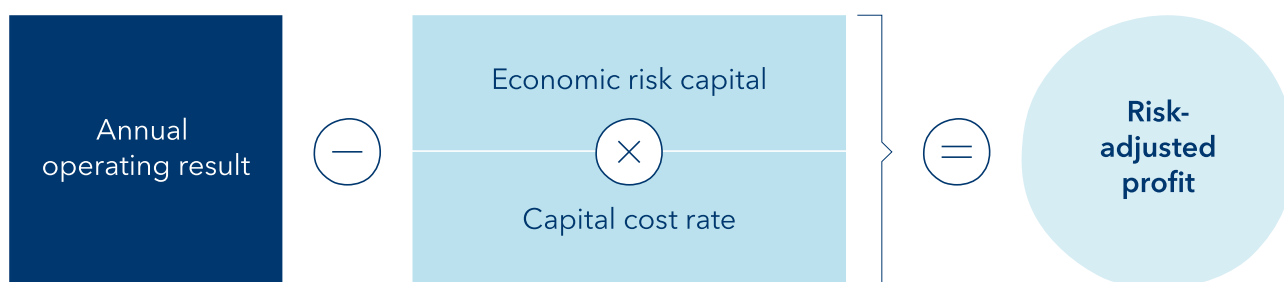 Annual
operating result
—
Economic risk capital
×
Capital cost rate
=
Risk-
adjusted
profit